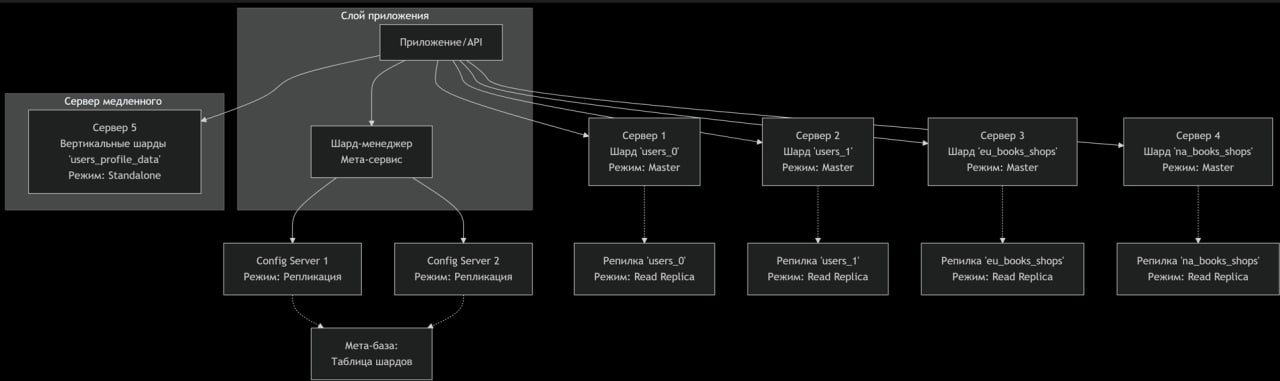 Слой приложения
Приложение/API
Сервер медленного
Сервер 5
Вертикальные шарды
'users_profile_data'
Режим: Standalone
Шард-менеджер
Мета-сервис
Сервер 1
Шард 'users_0'
Режим: Master
Сервер 2
Шард 'users_1'
Режим: Master
Сервер 3
Шард 'eu_books_shops'
Режим: Master
Сервер 4
Шард 'na_books_shops'
Режим: Master
Config Server 1
Режим: Репликация
Config Server 2
Режим: Репликация
Репилка 'users_0'
Режим: Read Replica
Репилка 'users_1'
Режим: Read Replica
Репилка 'eu_books_shops'
Режим: Read Replica
Репилка 'na_books_shops'
Режим: Read Replica
Мета-база:
Таблица шардов